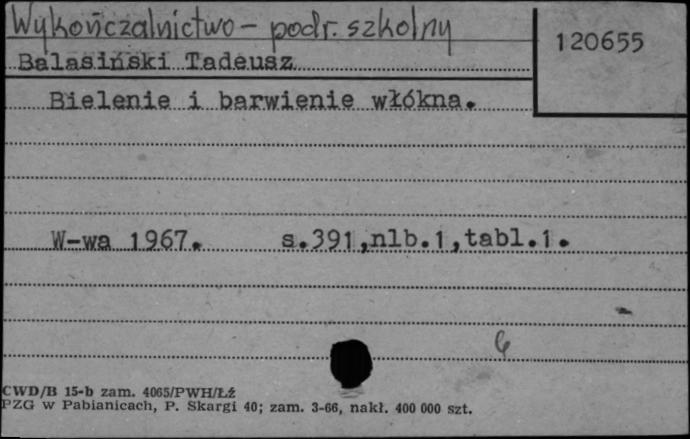 Wykończalnictwo - podr. szkolny
120655
Balasiński Tadeusz
Bielenie i barwienie włókna.
W-wa 1967. s.391,nlb.1,tabl.1.
6
CWD/B 15-b zam. 4065/PWH/Łź
PZG w Pabianicach, P. Skargi 40; zam. 3-66, nakł. 400 000 szt.